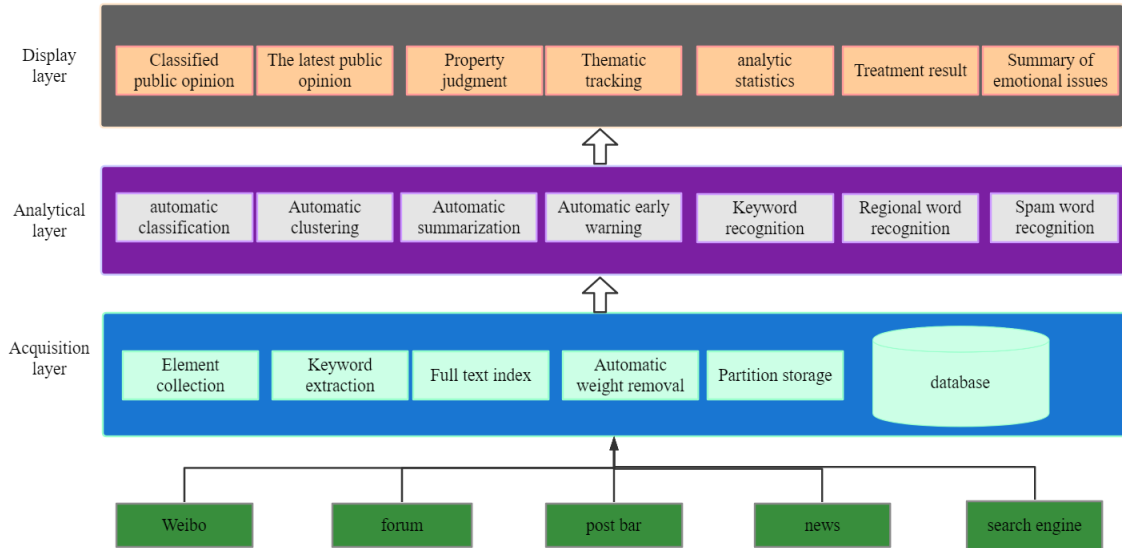 Display
layer
Classified
public opinion
The latest public
opinion
Property
judgment
Thematic
tracking
analytic
statistics
Treatment result
Summary of
emotional issues
Analytical
layer
automatic
classification
Automatic
clustering
Automatic
summarization
Automatic early
warning
Keyword
recognition
Regional word
recognition
Spam word
recognition
Acquisition
layer
Element
collection
Keyword
extraction
Full text index
Automatic
weight removal
Partition storage
database
Weibo
forum
post bar
news
search engine